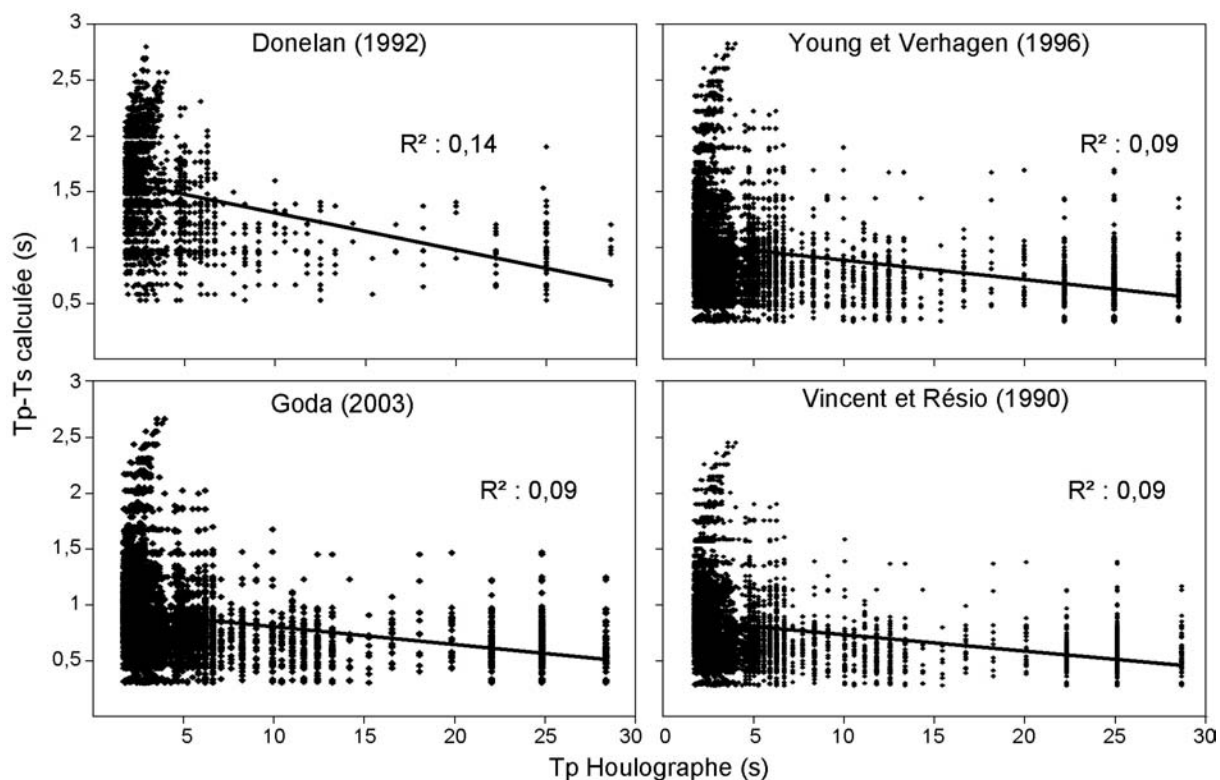 Donelan (1992)
R² : 0,14
Young et Verhagen (1996)
R² : 0,09
Goda (2003)
R² : 0,09
Vincent et Résio (1990)
R² : 0,09
Tp-Ts calculée (s)
3
2,5
2
1,5
1
0,5
3
2,5
2
1,5
1
0,5
5 10 15 20 25 30
0 5 10 15 20 25 30
Tp Houlographe (s)